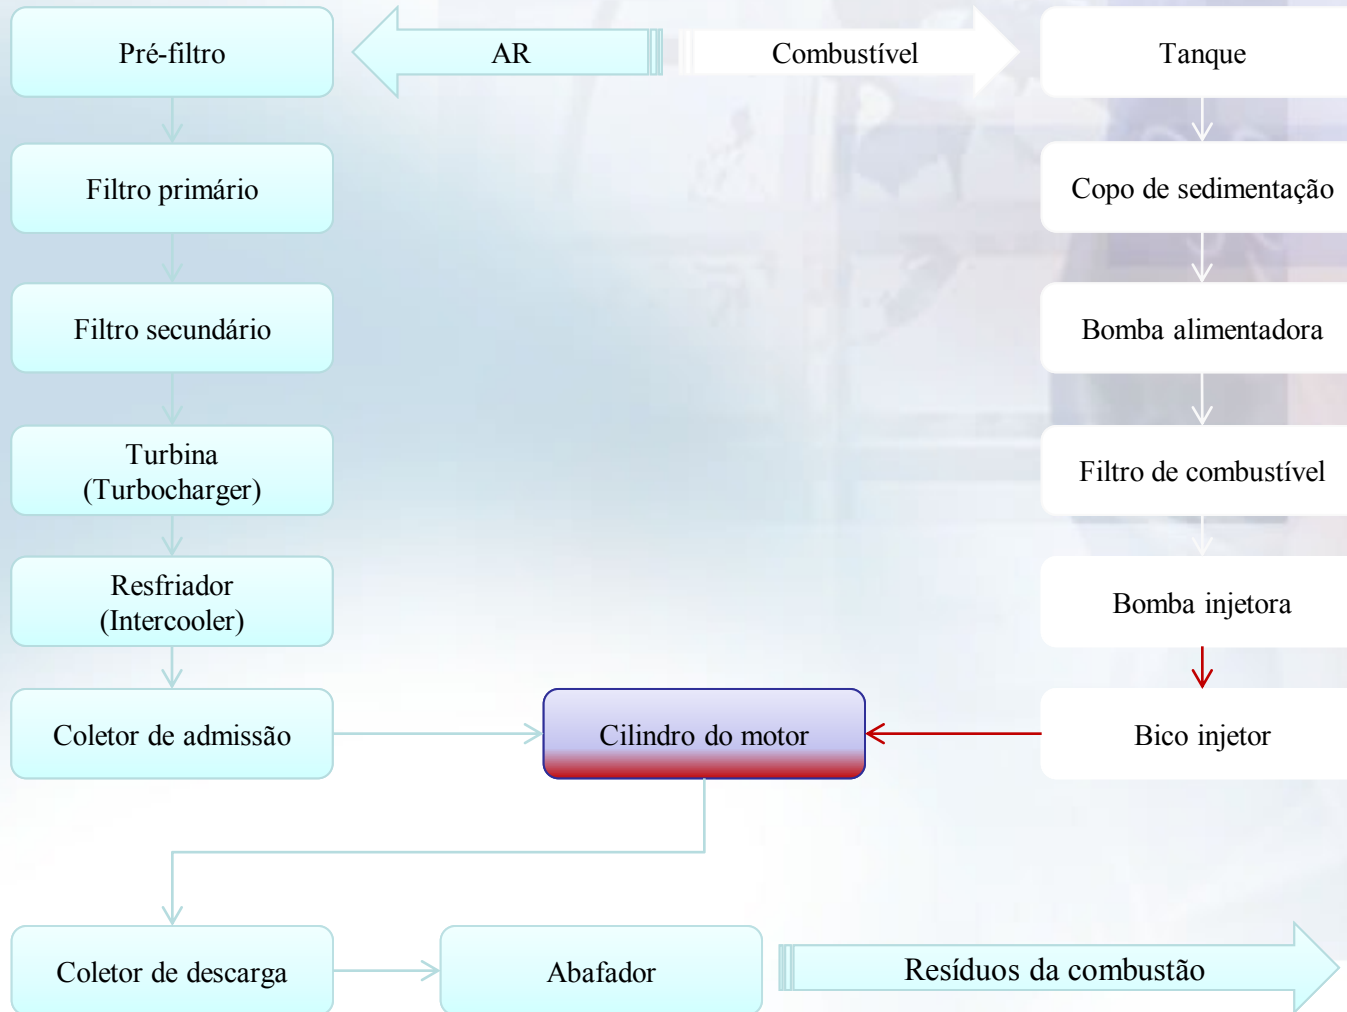 Pré-filtro
AR
Combustível
Tanque
Filtro primário
Copo de sedimentação
Filtro secundário
Bomba alimentadora
Turbina
(Turbocharger)
Filtro de combustível
Resfriador
(Intercooler)
Bomba injetora
Coletor de admissão
Cilindro do motor
Bico injetor
Coletor de descarga
Abafador
Resíduos da combustão